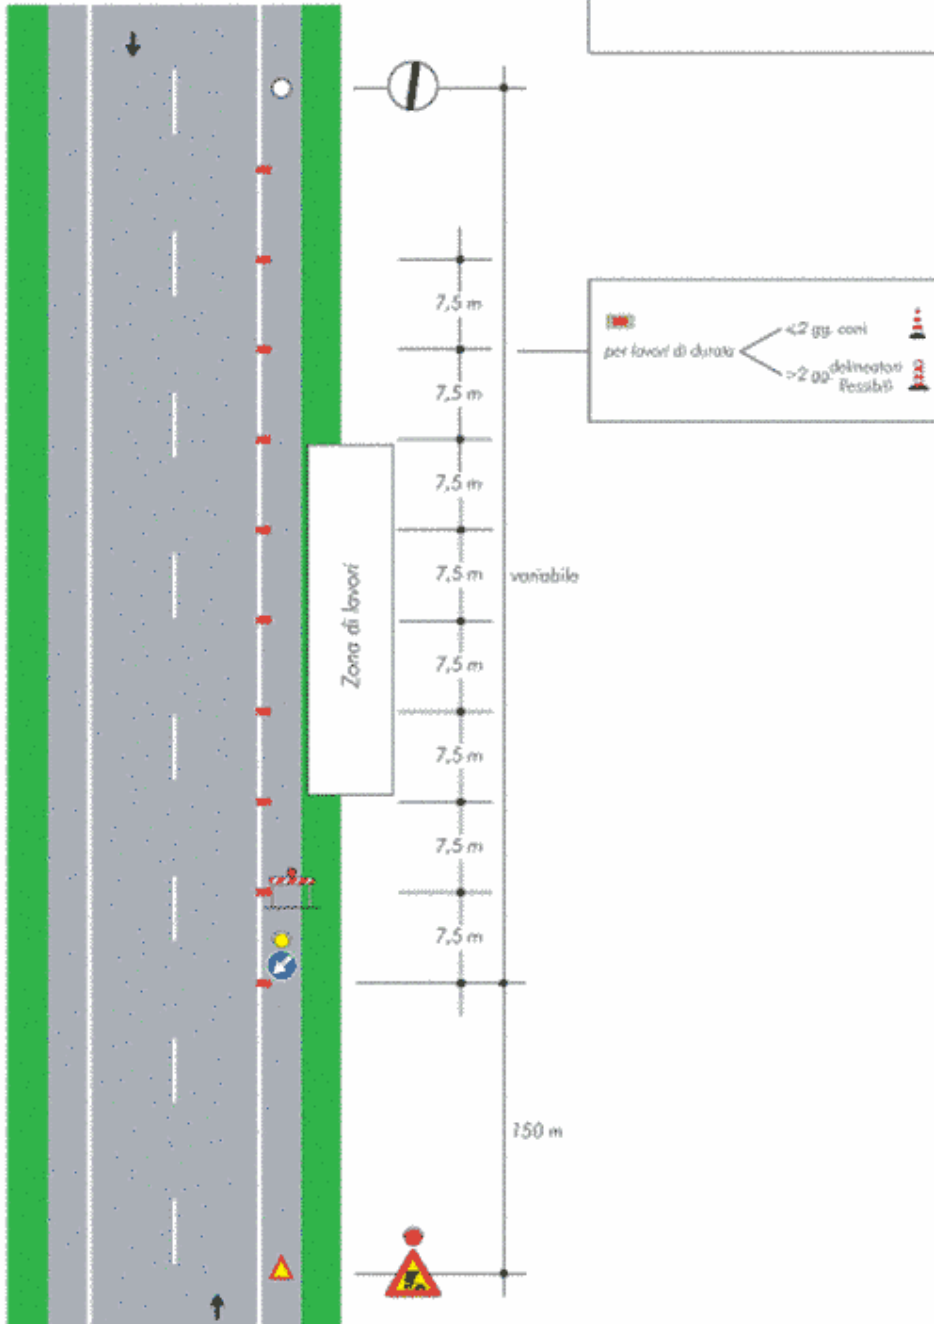 7,5 m
7,5 m
7,5 m
7,5 m
7,5 m
7,5 m
7,5 m
7,5 m
variabile
150 m
Zona di lavori
per lavori di durata
<2 gg. coni
>2 gg. delineatori
flessibili